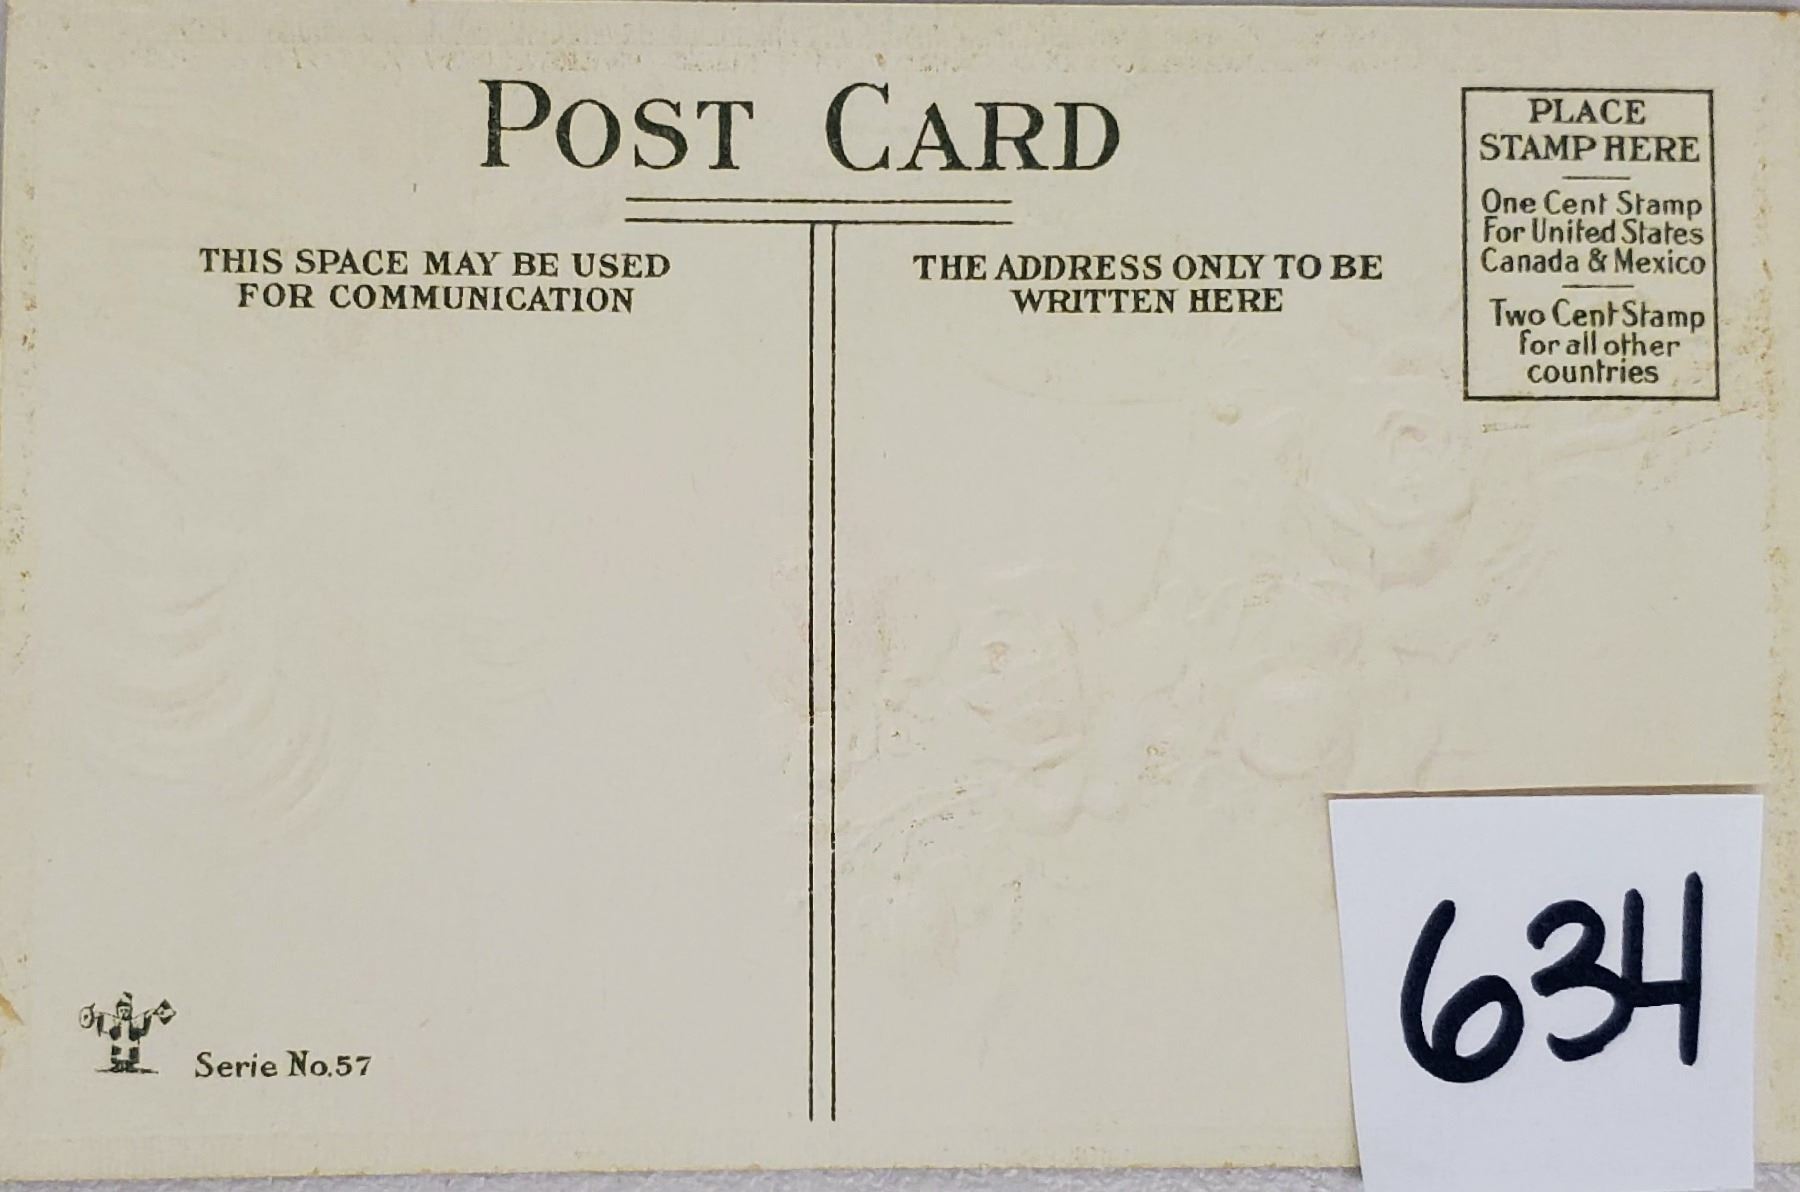 POST CARD
THIS SPACE MAY BE USED
FOR COMMUNICATION
THE ADDRESS ONLY TO BE
WRITTEN HERE
PLACE
STAMP HERE
One Cent Stamp
For United States
Canada & Mexico
Two Cent Stamp
for all other
countries
Serie No.57
634